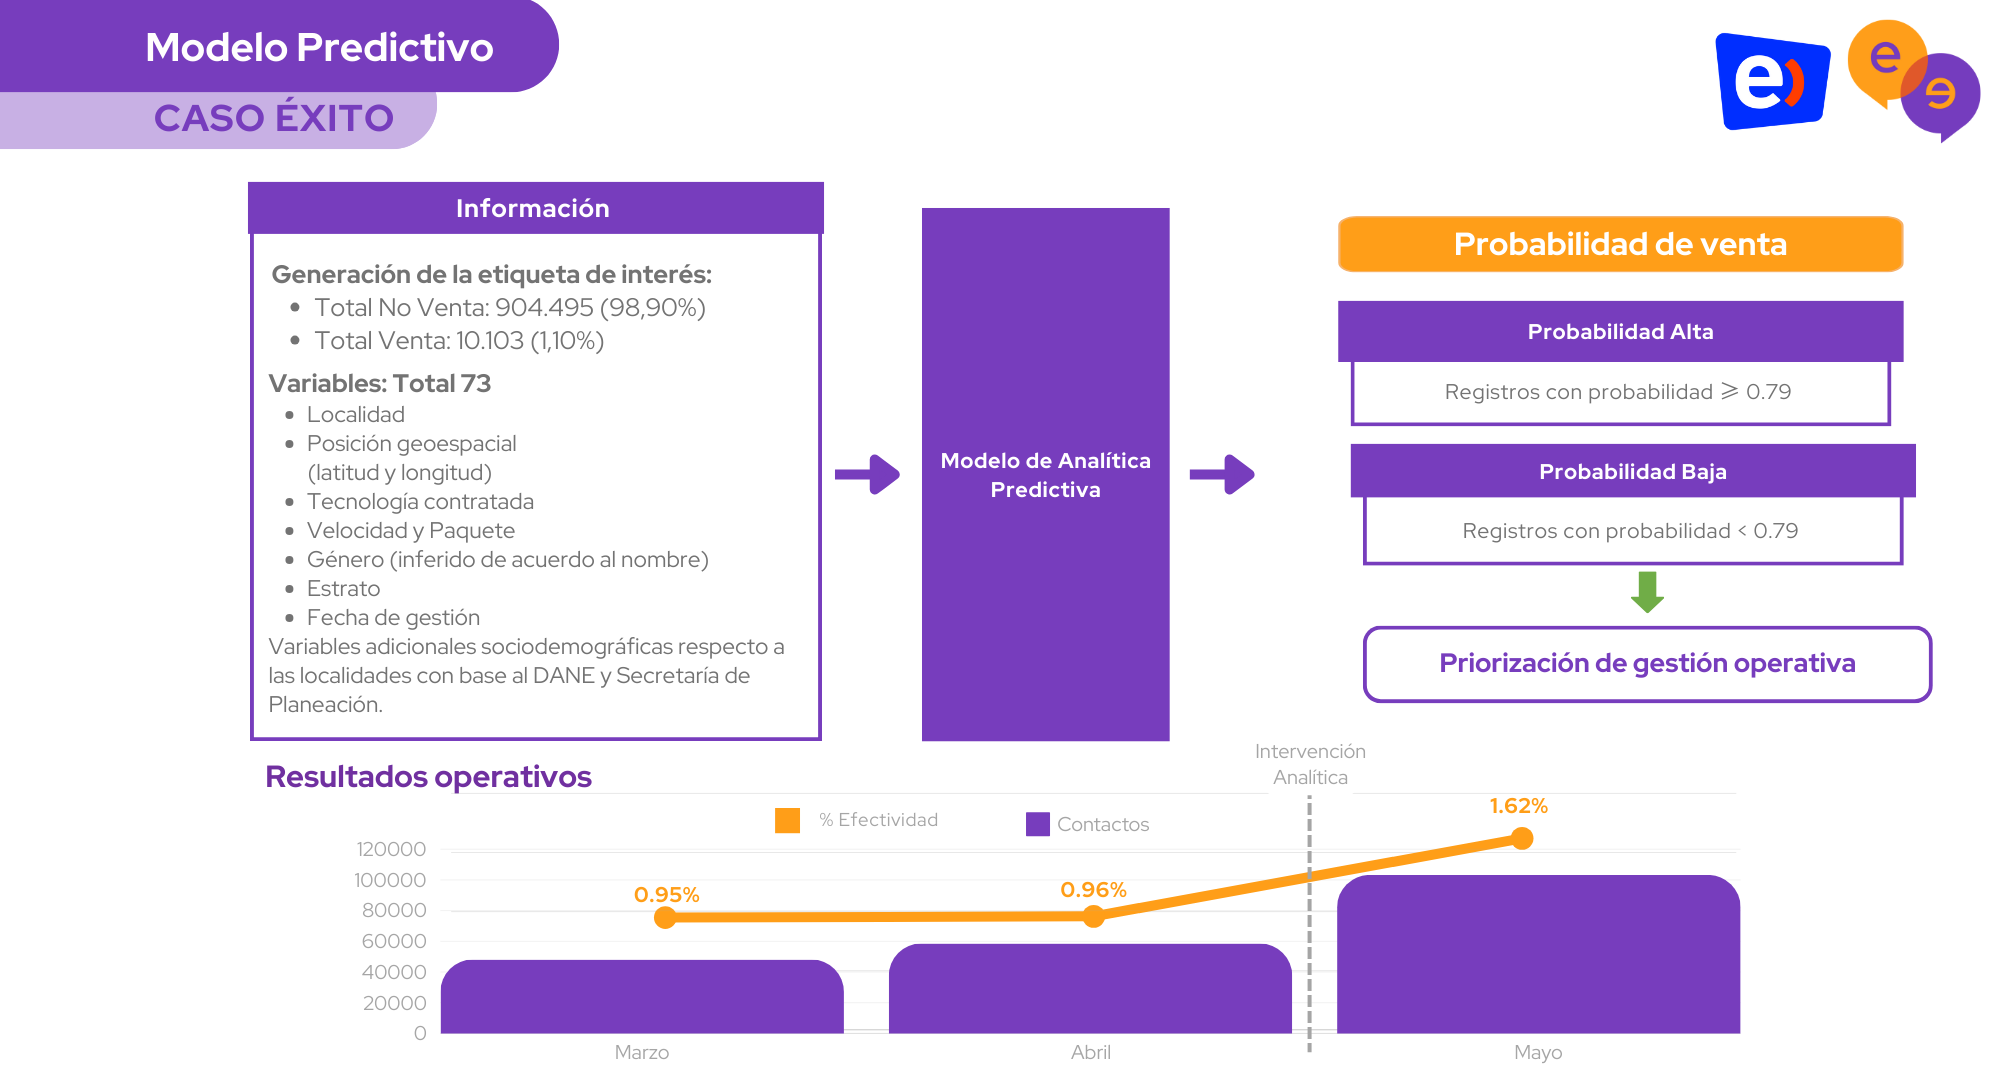 Modelo Predictivo
CASO ÉXITO
e)
e
e
Información
Generación de la etiqueta de interés:
• Total No Venta: 904.495 (98,90%)
• Total Venta: 10.103 (1,10%)
Variables: Total 73
• Localidad
• Posición geoespacial
(latitud y longitud)
• Tecnología contratada
• Velocidad y Paquete
• Género (inferido de acuerdo al nombre)
• Estrato
• Fecha de gestión
Variables adicionales sociodemográficas respecto a
las localidades con base al DANE y Secretaría de
Planeación.
Modelo de Analítica
Predictiva
Probabilidad de venta
Probabilidad Alta
Registros con probabilidad ⩾ 0.79
Probabilidad Baja
Registros con probabilidad < 0.79
Priorización de gestión operativa
Resultados operativos
Intervención
Analítica
% Efectividad
Contactos
1.62%
0.95%
0.96%
120000
100000
80000
60000
40000
20000
0
Marzo
Abril
Mayo